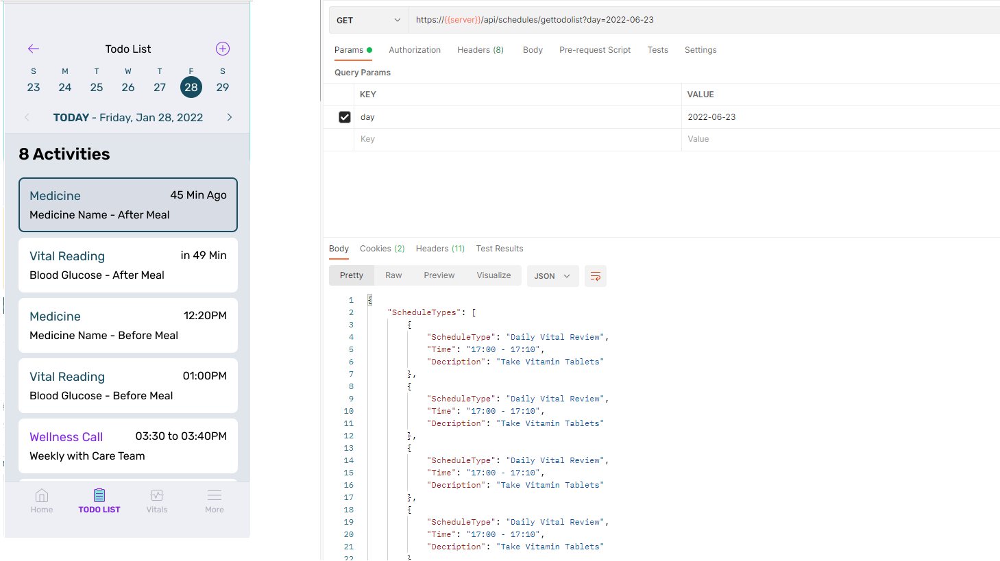 Todo List
S M T W T F S
23 24 25 26 27 28 29
TODAY - Friday, Jan 28, 2022
8 Activities
Medicine 45 Min Ago
Medicine Name - After Meal
Vital Reading in 49 Min
Blood Glucose - After Meal
Medicine 12:20PM
Medicine Name - Before Meal
Vital Reading 01:00PM
Blood Glucose - Before Meal
Wellness Call 03:30 to 03:40PM
Weekly with Care Team
Home TODO LIST Vitals More
GET https://{{server}}/api/schedules/gettodolist?day=2022-06-23
Params Authorization Headers (8) Body Pre-request Script Tests Settings
Query Params
KEY VALUE
day 2022-06-23
Key Value
Body Cookies (2) Headers (11) Test Results
Pretty Raw Preview Visualize JSON
1 {
2 "ScheduleTypes": [
3 {
4 "ScheduleType": "Daily Vital Review",
5 "Time": "17:00 - 17:10",
6 "Decription": "Take Vitamin Tablets"
7 },
8 {
9 "ScheduleType": "Daily Vital Review",
10 "Time": "17:00 - 17:10",
11 "Decription": "Take Vitamin Tablets"
12 },
13 {
14 "ScheduleType": "Daily Vital Review",
15 "Time": "17:00 - 17:10",
16 "Decription": "Take Vitamin Tablets"
17 },
18 {
19 "ScheduleType": "Daily Vital Review",
20 "Time": "17:00 - 17:10",
21 "Decription": "Take Vitamin Tablets"
22 }